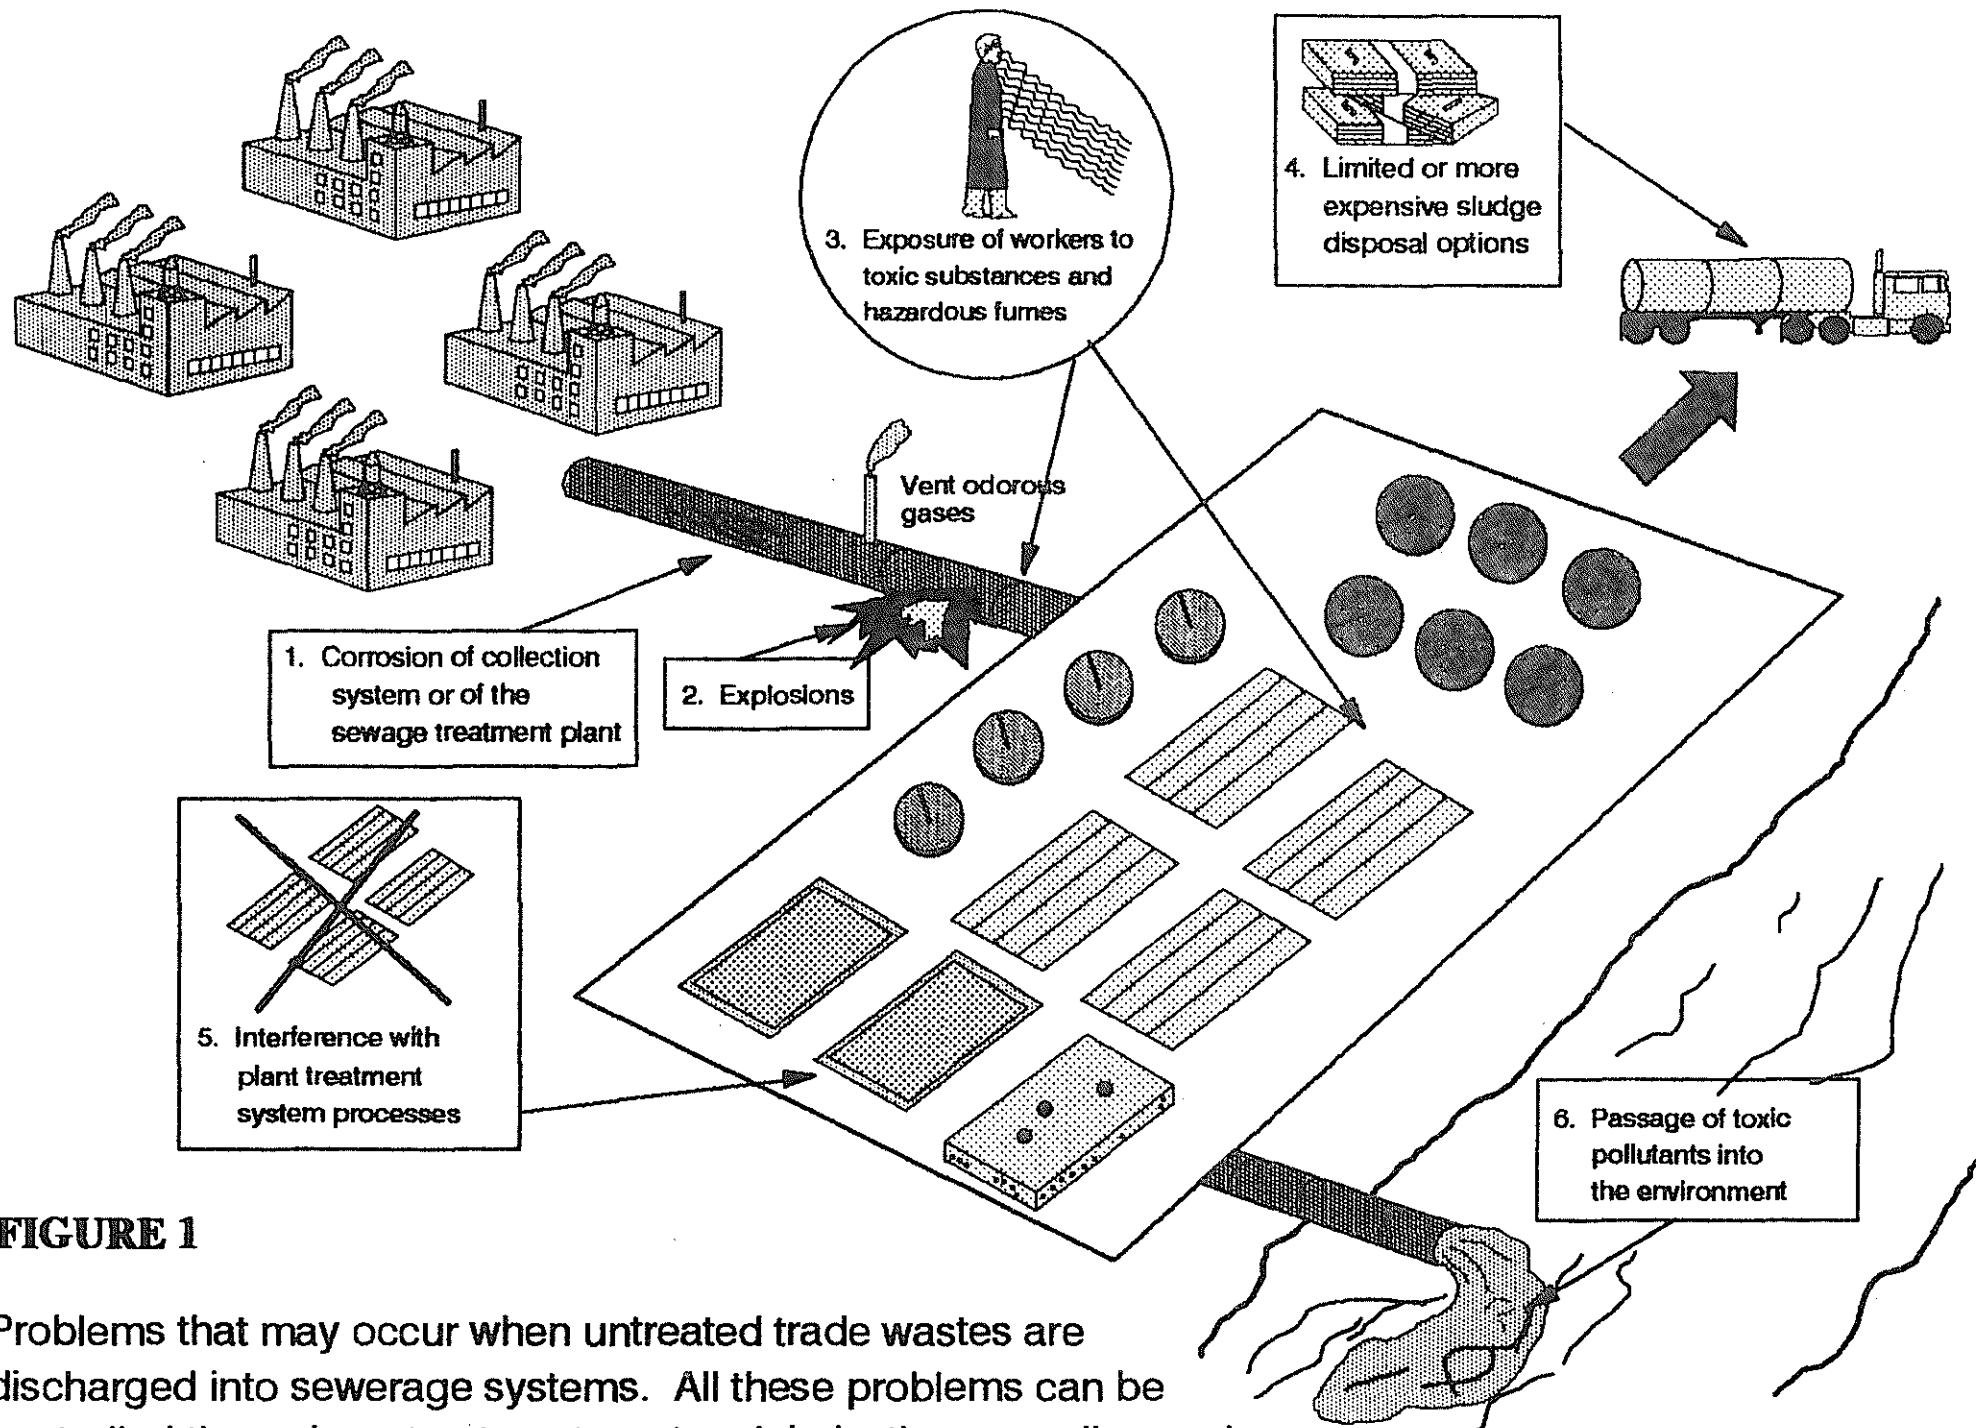 3. Exposure of workers to
toxic substances and
hazardous fumes
4. Limited or more
expensive sludge
disposal options
Vent odorous
gases
1. Corrosion of collection
system or of the
sewage treatment plant
2. Explosions
5. Interference with
plant treatment
system processes
6. Passage of toxic
pollutants into
the environment
FIGURE 1
Problems that may occur when untreated trade wastes are
discharged into sewerage systems. All these problems can be